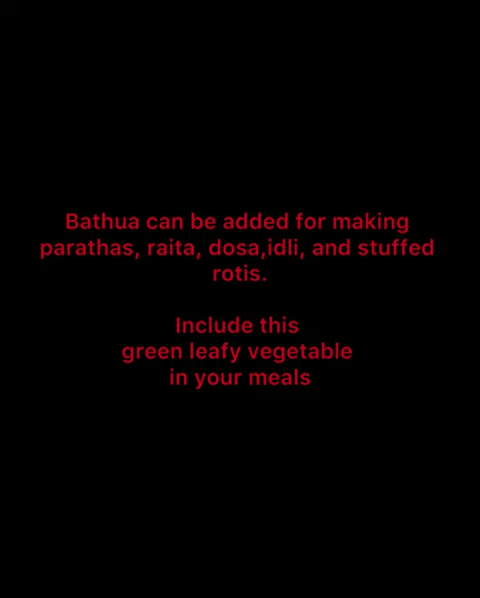 Bathua can be added for making
parathas, raita, dosa,idli, and stuffed
rotis.
Include this
green leafy vegetable
in your meals